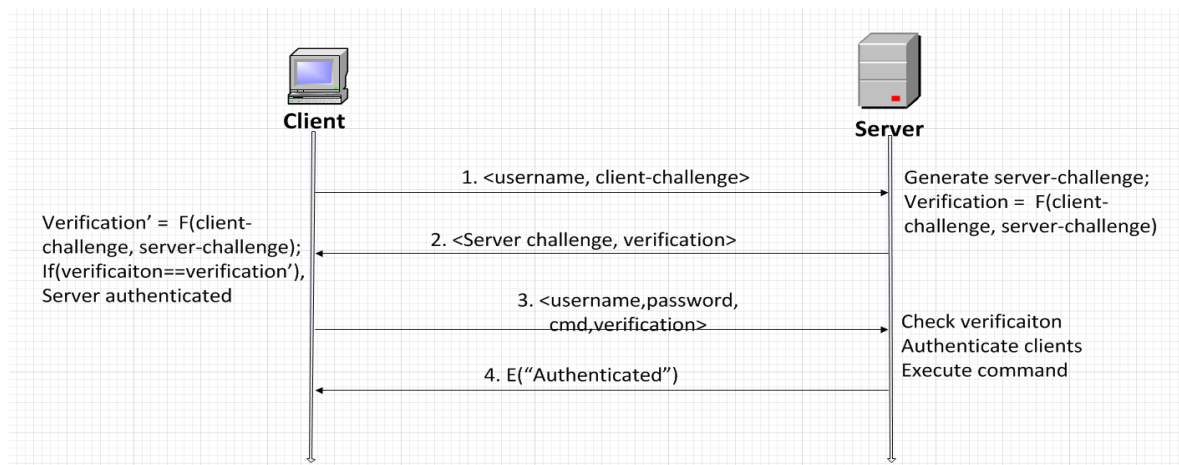 Client
Server
1. <username, client-challenge>
Generate server-challenge;
Verification =  F(client-
challenge, server-challenge)
Verification’ =  F(client-
challenge, server-challenge);
If(verificaiton==verification’),
Server authenticated
2. <Server challenge, verification>
3. <username,password,
cmd,verification>
Check verificaiton
Authenticate clients
Execute command
4. E(“Authenticated”)